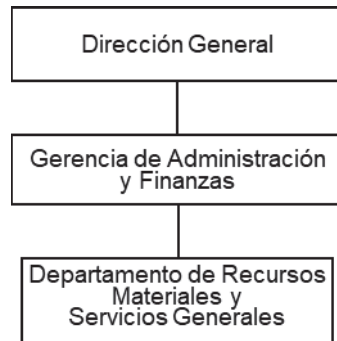 Dirección General
Gerencia de Administración
y Finanzas
Departamento de Recursos
Materiales y
Servicios Generales